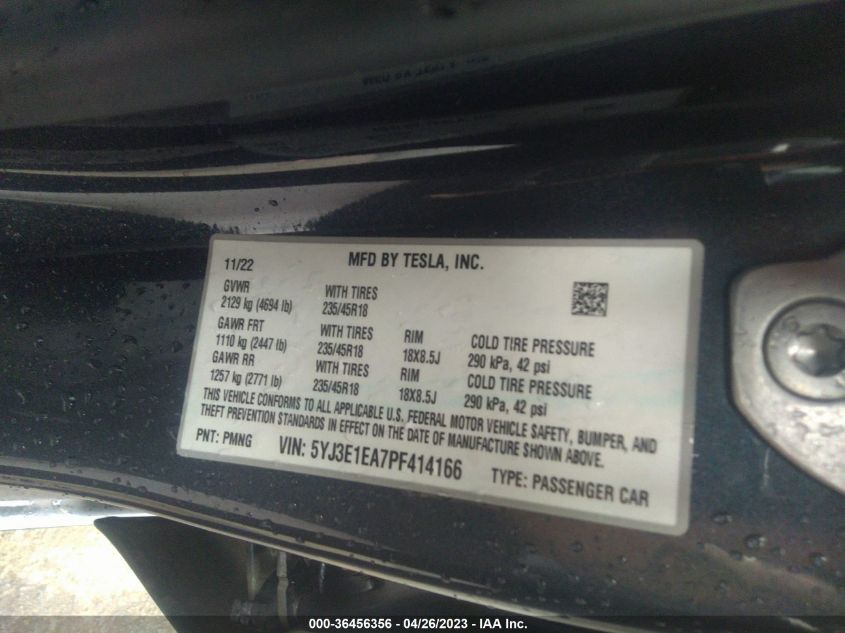 MFD BY TESLA, INC.
11/22
GVWR
2129 kg (4694 lb)
WITH TIRES
235/45R18
GAWR FRT
1110 kg (2447 lb)
WITH TIRES
235/45R18
RIM
18X8.5J
COLD TIRE PRESSURE
290 kPa, 42 psi
GAWR RR
1257 kg (2771 lb)
WITH TIRES
235/45R18
RIM
18X8.5J
COLD TIRE PRESSURE
290 kPa, 42 psi
THIS VEHICLE CONFORMS TO ALL APPLICABLE U.S. FEDERAL MOTOR VEHICLE SAFETY, BUMPER, AND
THEFT PREVENTION STANDARDS IN EFFECT ON THE DATE OF MANUFACTURE SHOWN ABOVE.
PNT: PMNG
VIN: 5YJ3E1EA7PF414166
TYPE: PASSENGER CAR
000-36456356 - 04/26/2023 - IAA Inc.